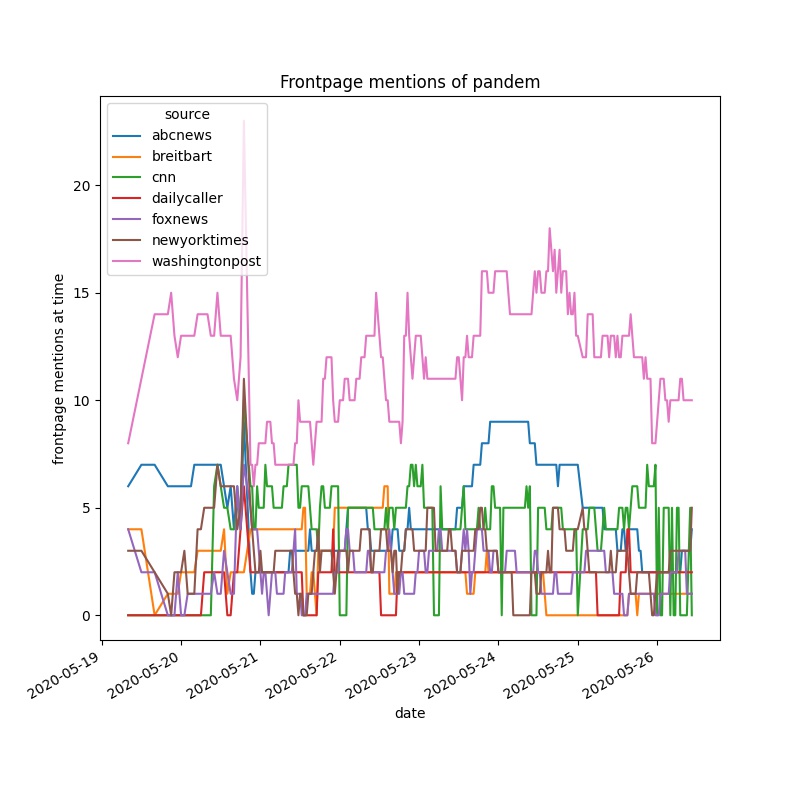 Frontpage mentions of pandem
source
abcnews
breitbart
cnn
dailycaller
foxnews
newyorktimes
washingtonpost
frontpage mentions at time
20
15
10
5
0
2020-05-19
2020-05-20
2020-05-21
2020-05-22
2020-05-23
2020-05-24
2020-05-25
2020-05-26
date